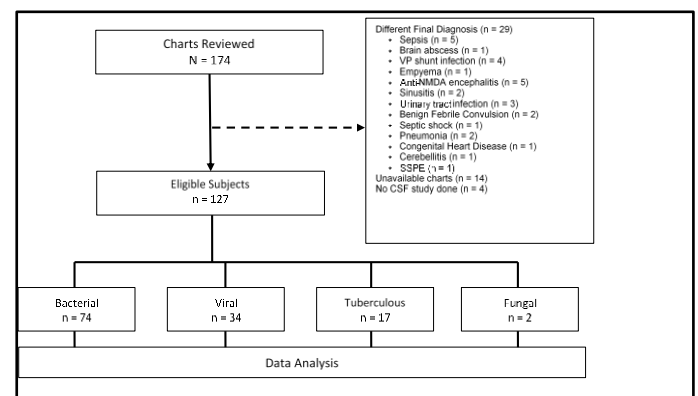 Charts Reviewed
N = 174
Different Final Diagnosis (n = 29)
• Sepsis (n = 5)
• Brain abscess (n = 1)
• VP shunt infection (n = 4)
• Empyema (n = 1)
• Anti-NMDA encephalitis (n = 5)
• Sinusitis (n = 2)
• Urinary tract infection (n = 3)
• Benign Febrile Convulsion (n = 2)
• Septic shock (n = 1)
• Pneumonia (n = 2)
• Congenital Heart Disease (n = 1)
• Cerebellitis (n = 1)
• SSPE (n = 1)
Unavailable charts (n = 14)
No CSF study done (n = 4)
Eligible Subjects
n = 127
Bacterial
n = 74
Viral
n = 34
Tuberculous
n = 17
Fungal
n = 2
Data Analysis